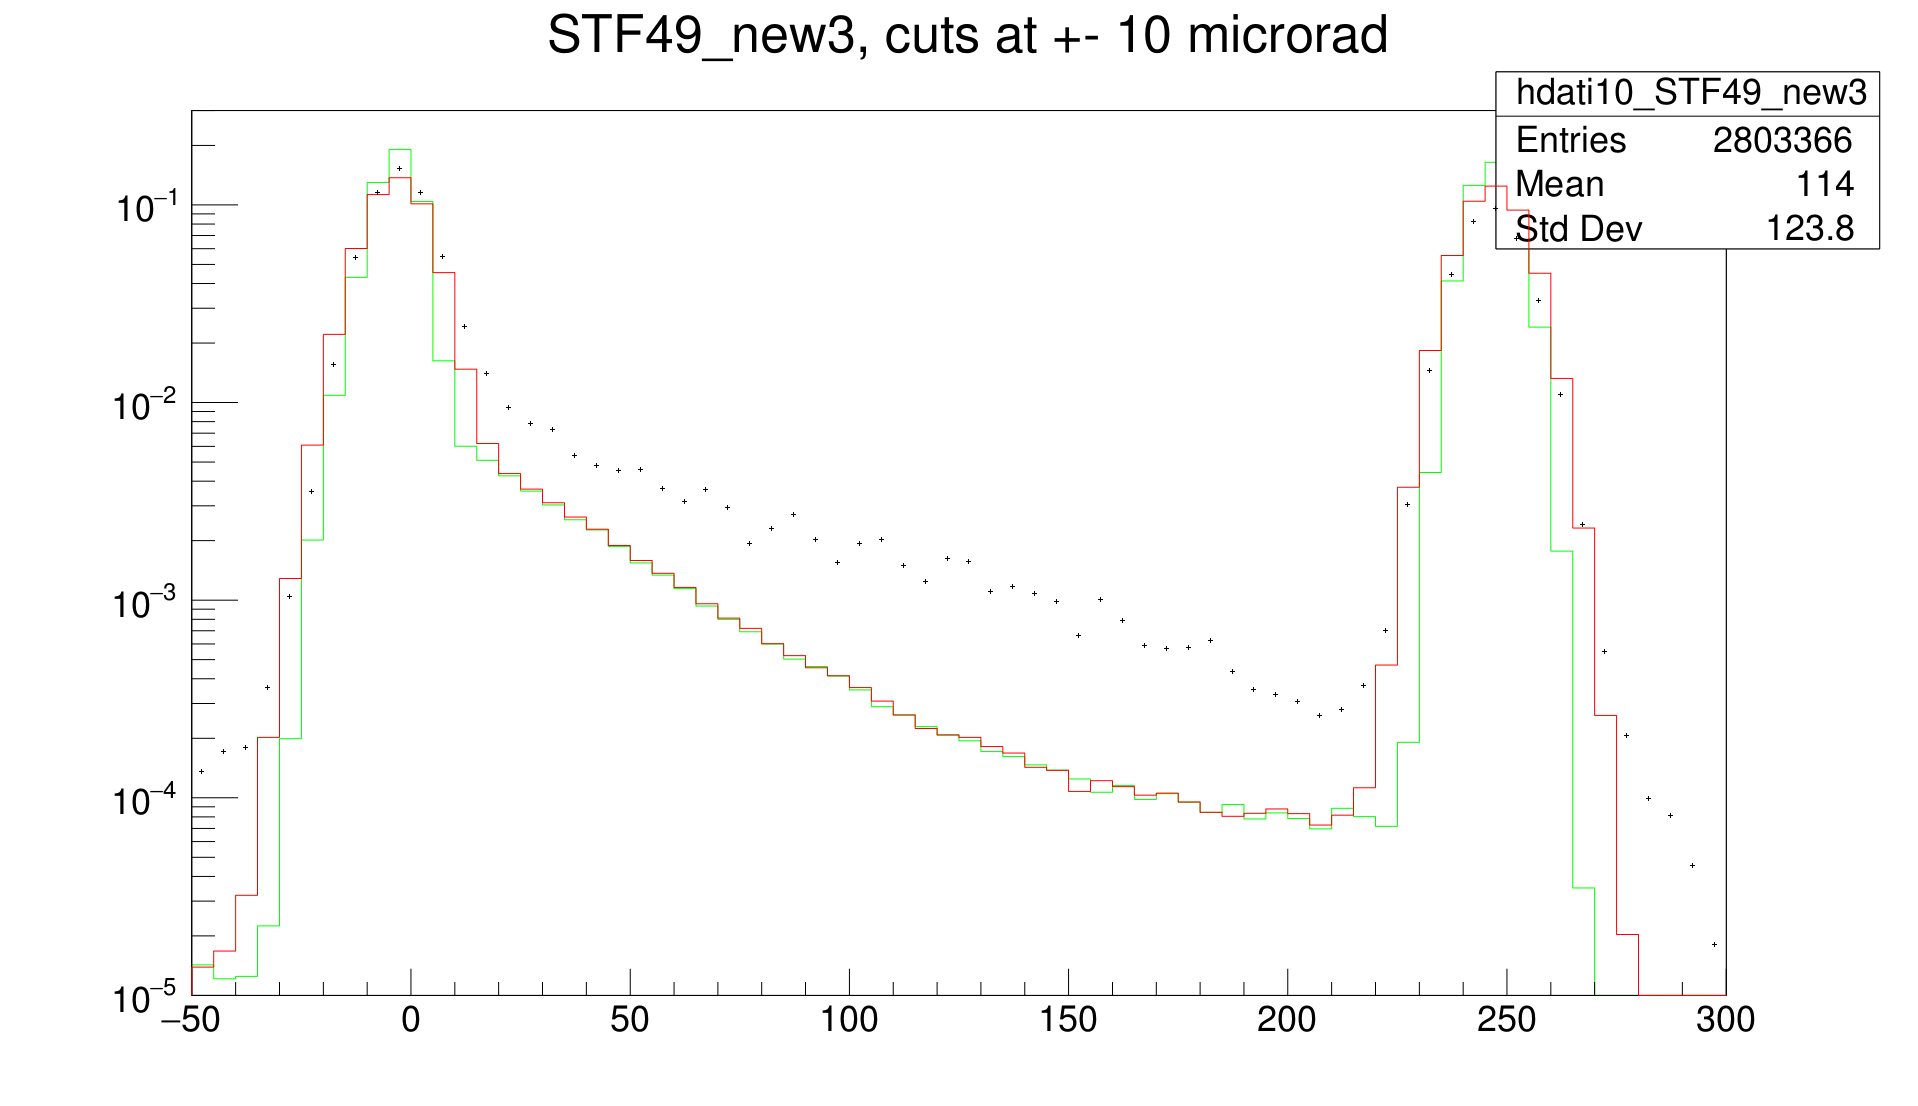 STF49_new3, cuts at +- 10 microrad
hdati10_STF49_new3
Entries 2803366
Mean 114
Std Dev 123.8
10−1
10−2
10−3
10−4
10−5
−50 0 50 100 150 200 250 300